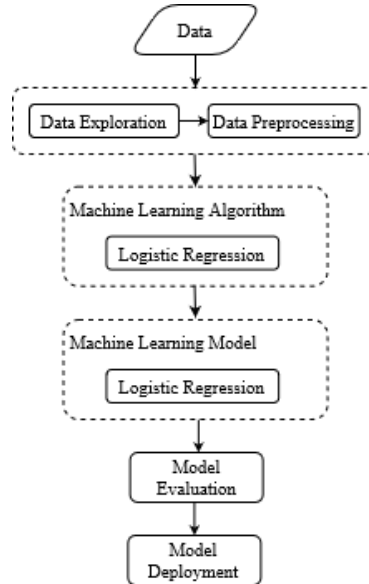 Data
Data Exploration
Data Preprocessing
Machine Learning Algorithm
Logistic Regression
Machine Learning Model
Logistic Regression
Model
Evaluation
Model
Deployment